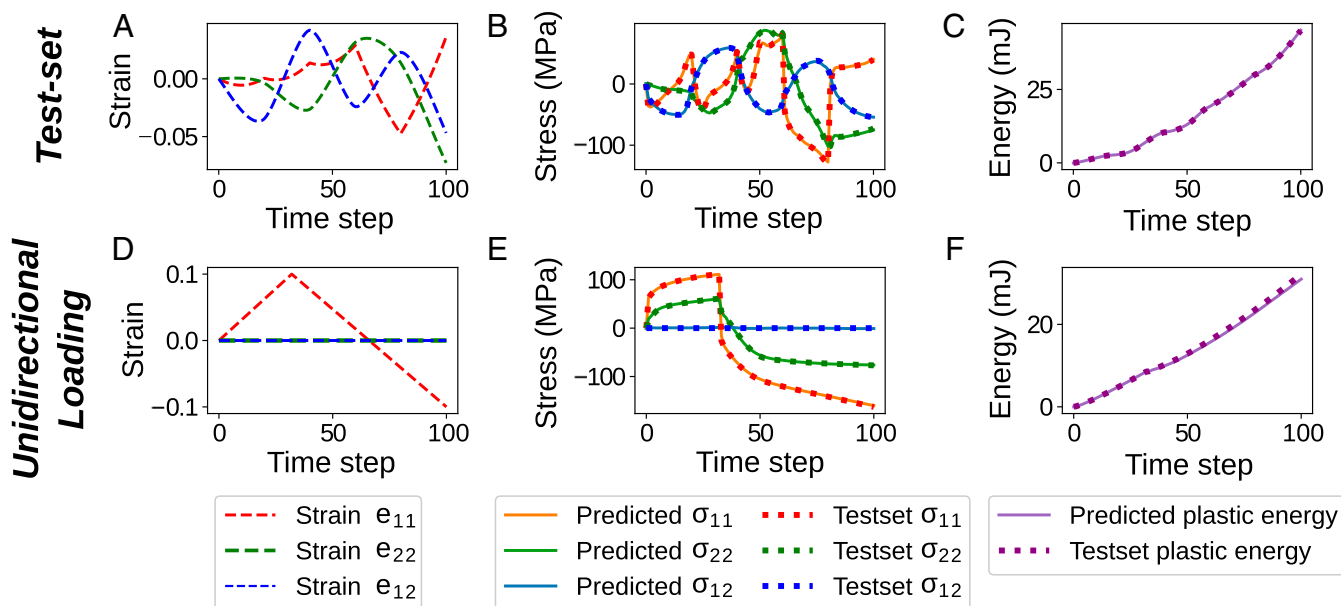 Test-set
A
Strain
0.00
−0.05
0
50
100
Time step
B
Stress (MPa)
0
−100
0
50
100
Time step
C
Energy (mJ)
25
0
0
50
100
Time step
Unidirectional
Loading
D
Strain
0.1
0.0
−0.1
0
50
100
Time step
E
Stress (MPa)
100
0
−100
0
50
100
Time step
F
Energy (mJ)
20
0
0
50
100
Time step
Strain e11
Strain e22
Strain e12
Predicted σ11
Predicted σ22
Predicted σ12
Testset σ11
Testset σ22
Testset σ12
Predicted plastic energy
Testset plastic energy